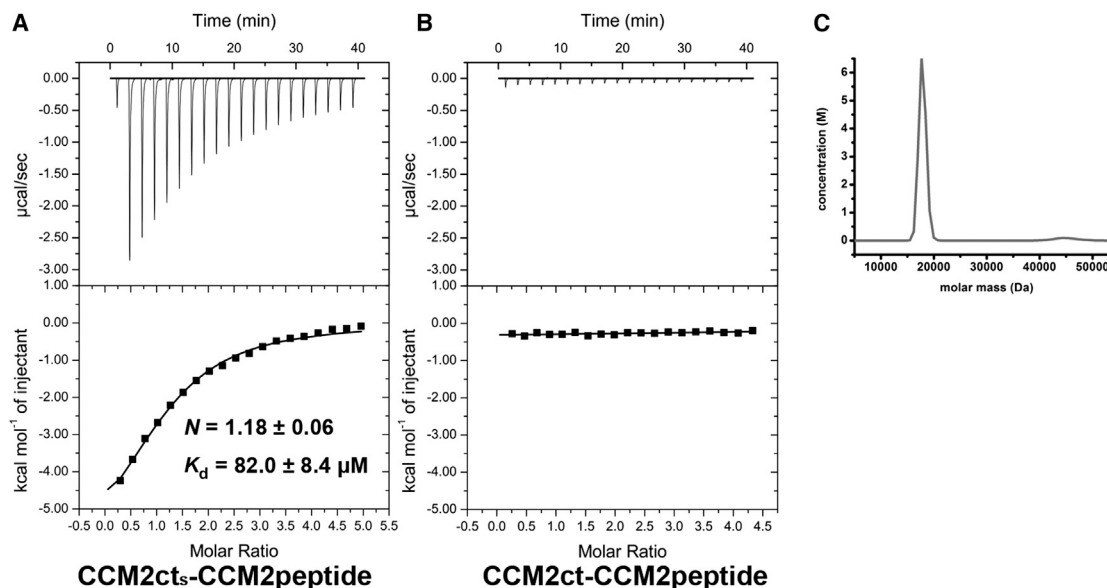 A
Time (min)
0 10 20 30 40
0.00
-0.50
-1.00
-1.50
-2.00
-2.50
-3.00
µcal/sec
1.00
0.00
-1.00
-2.00
-3.00
-4.00
-5.00
kcal mol-1 of injectant
N = 1.18 ± 0.06
Kd = 82.0 ± 8.4 µM
-0.5 0.0 0.5 1.0 1.5 2.0 2.5 3.0 3.5 4.0 4.5 5.0 5.5
Molar Ratio
CCM2cts-CCM2peptide
B
Time (min)
0 10 20 30 40
0.00
-0.50
-1.00
-1.50
-2.00
-2.50
-3.00
µcal/sec
1.00
0.00
-1.00
-2.00
-3.00
-4.00
-5.00
kcal mol-1 of injectant
-0.5 0.0 0.5 1.0 1.5 2.0 2.5 3.0 3.5 4.0 4.5
Molar Ratio
CCM2ct-CCM2peptide
C
6
5
4
3
2
1
0
concentration (M)
10000 20000 30000 40000 50000
molar mass (Da)